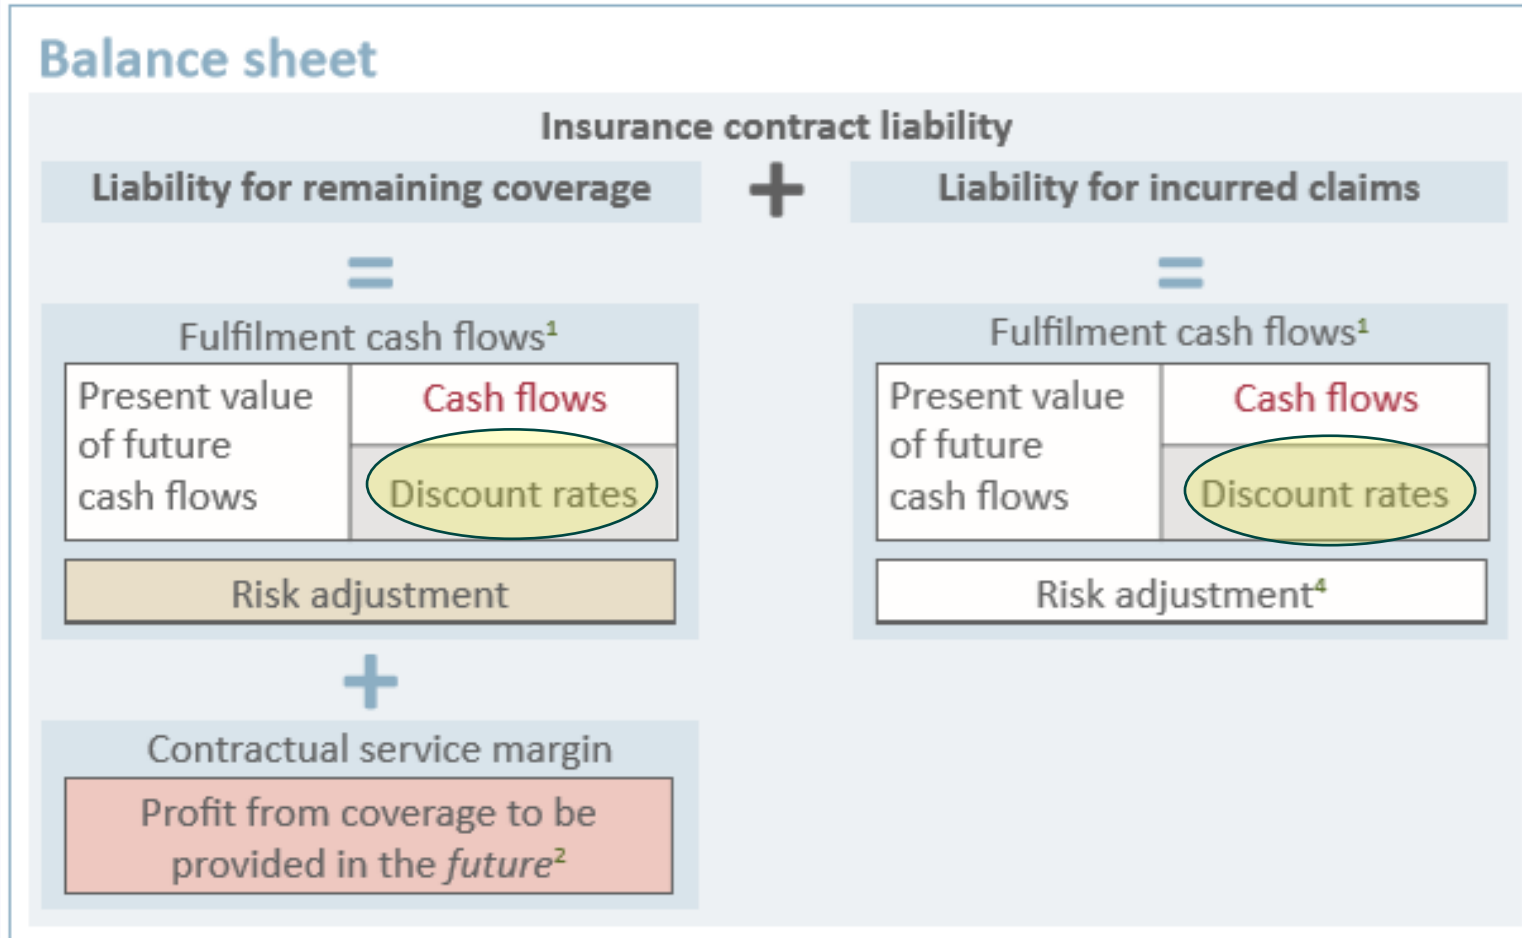 Balance sheet
Insurance contract liability
Liability for remaining coverage + Liability for incurred claims
= =
Fulfilment cash flows¹
Present value of future cash flows
Cash flows
Discount rates
Risk adjustment
+
Contractual service margin
Profit from coverage to be
provided in the future²
Fulfilment cash flows¹
Present value
of future
cash flows
Cash flows
Discount rates
Risk adjustment⁴